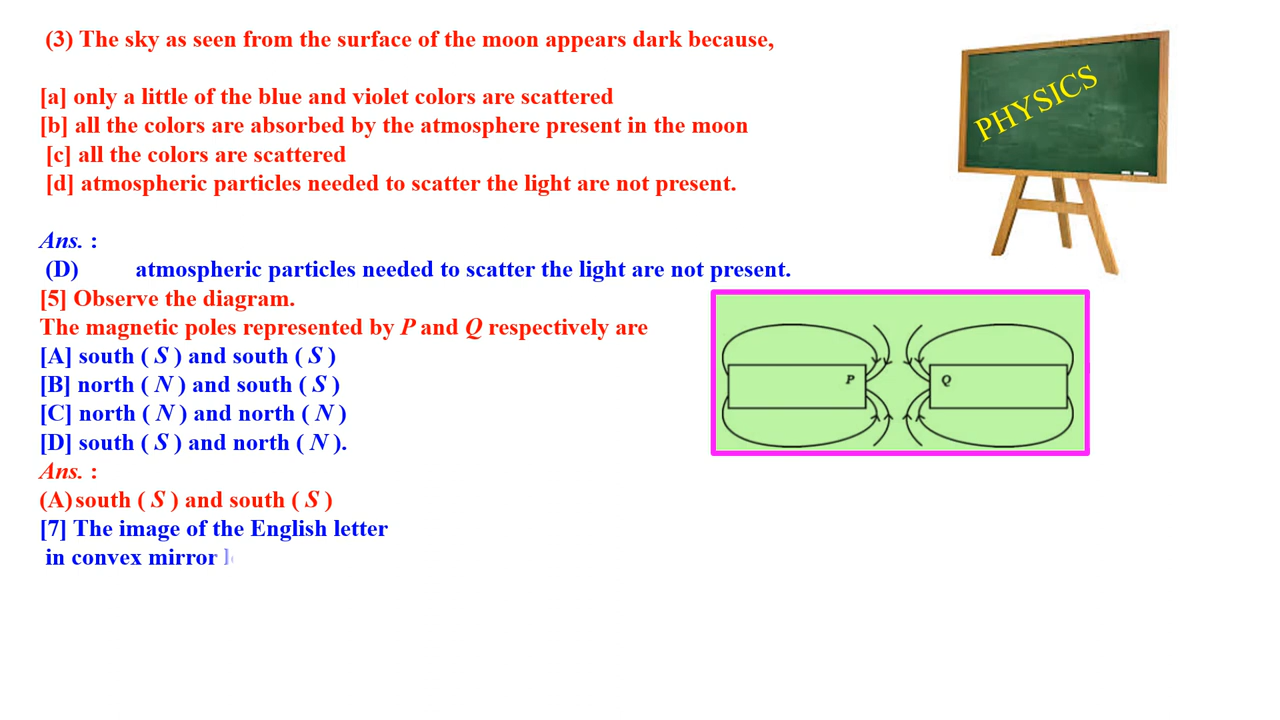 (3) The sky as seen from the surface of the moon appears dark because,
[a] only a little of the blue and violet colors are scattered
[b] all the colors are absorbed by the atmosphere present in the moon
[c] all the colors are scattered
[d] atmospheric particles needed to scatter the light are not present.
Ans. :
(D) atmospheric particles needed to scatter the light are not present.
[5] Observe the diagram.
The magnetic poles represented by P and Q respectively are
[A] south ( S ) and south ( S )
[B] north ( N ) and south ( S )
[C] north ( N ) and north ( N )
[D] south ( S ) and north ( N ).
Ans. :
(A) south ( S ) and south ( S )
[7] The image of the English letter
in convex mirror
PHYSICS
P Q